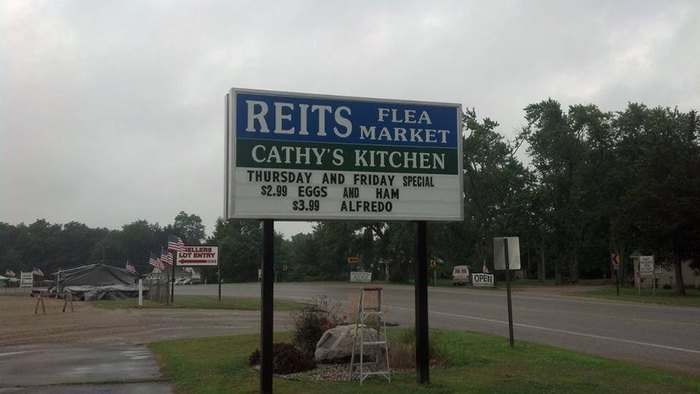 REITS FLEA MARKET
CATHY'S KITCHEN
THURSDAY AND FRIDAY SPECIAL
$2.99 EGGS AND HAM
$3.99 ALFREDO
ELLERS
LOT ENTRY
OPEN